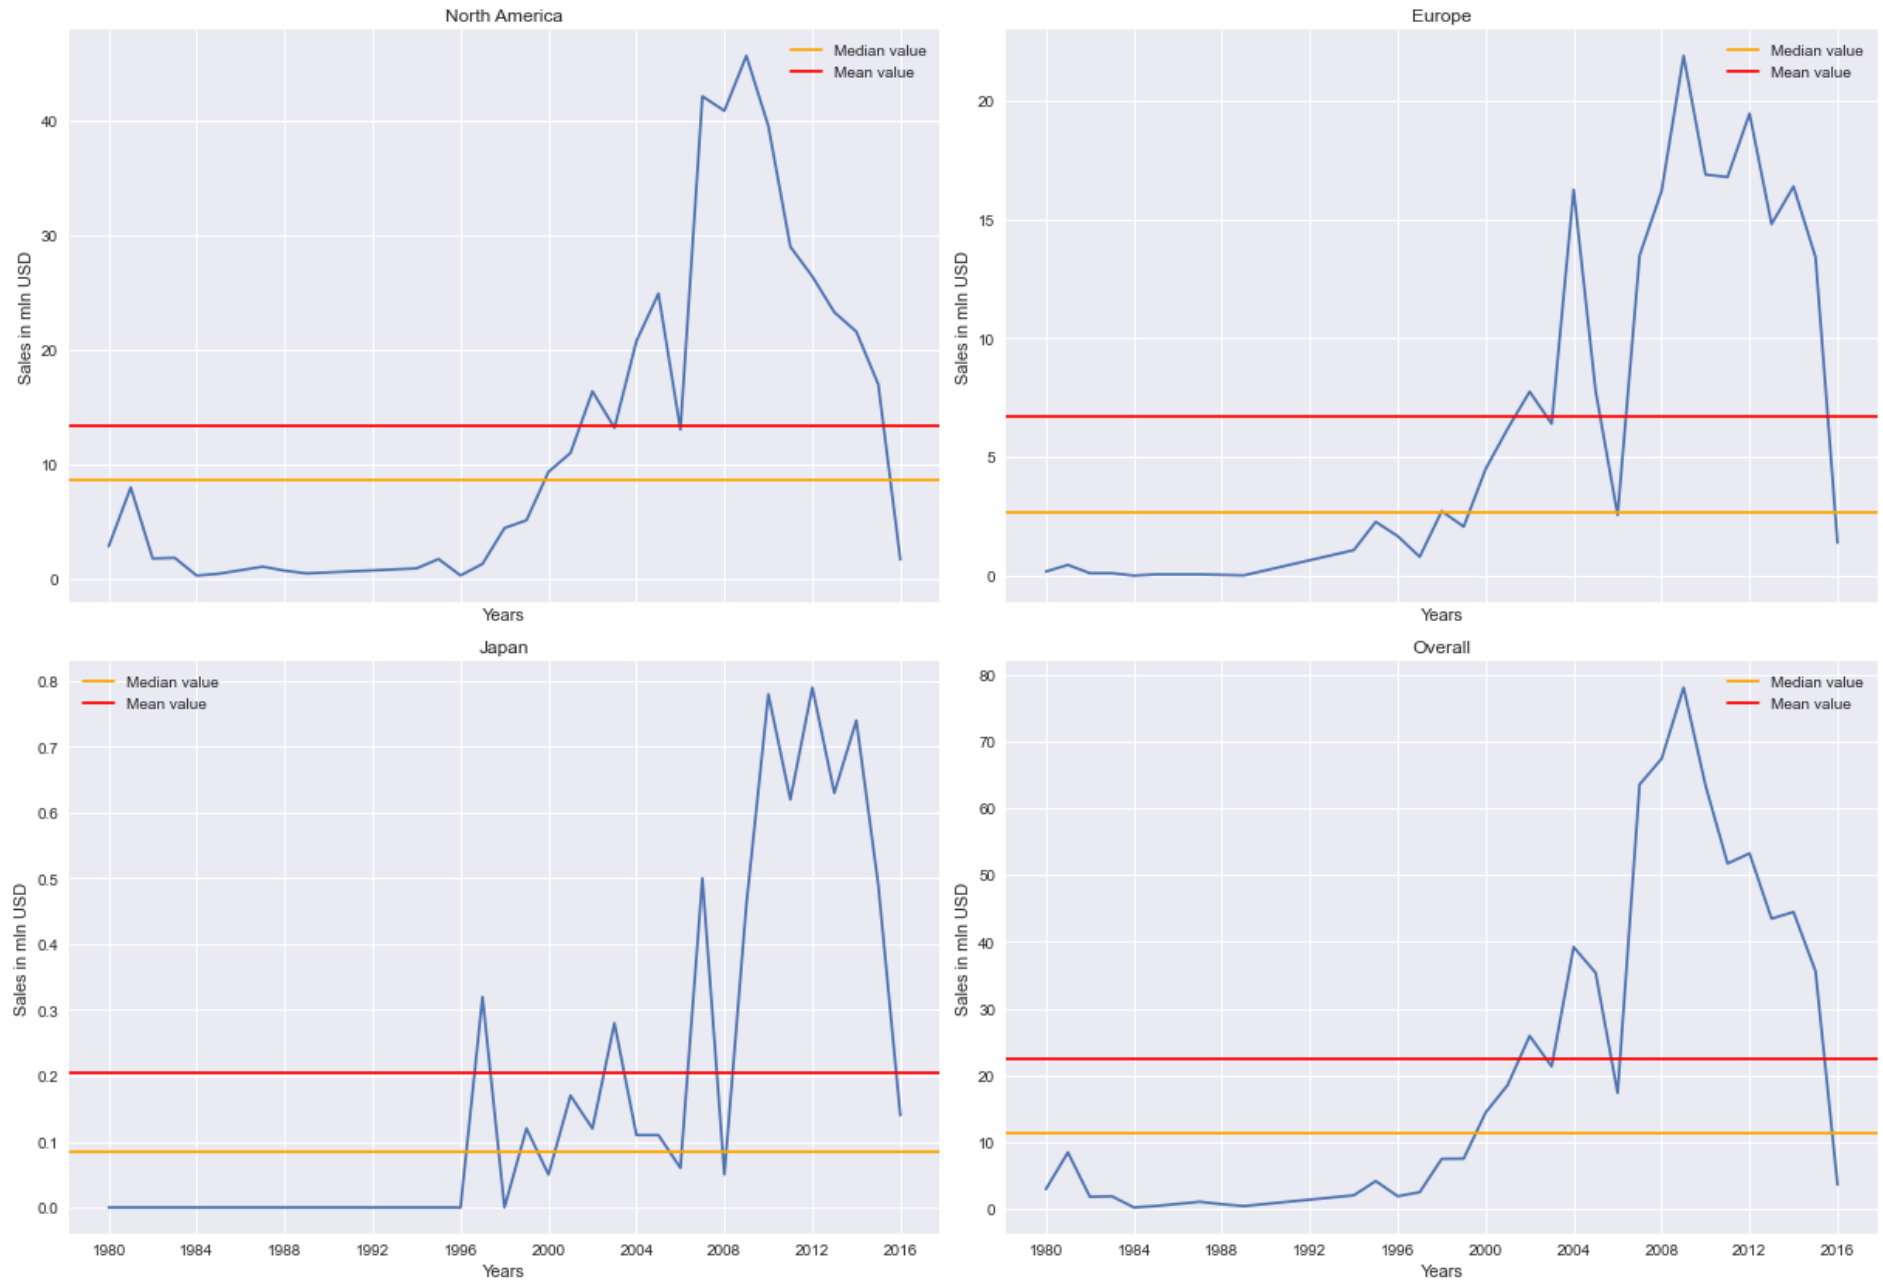 North America
Median value
Mean value
40
30
20
10
0
Sales in mln USD
Years
Europe
Median value
Mean value
20
15
10
5
0
Sales in mln USD
Years
Japan
Median value
Mean value
0.8
0.7
0.6
0.5
0.4
0.3
0.2
0.1
0.0
Sales in mln USD
1980 1984 1988 1992 1996 2000 2004 2008 2012 2016
Years
Overall
Median value
Mean value
80
70
60
50
40
30
20
10
0
Sales in mln USD
1980 1984 1988 1992 1996 2000 2004 2008 2012 2016
Years